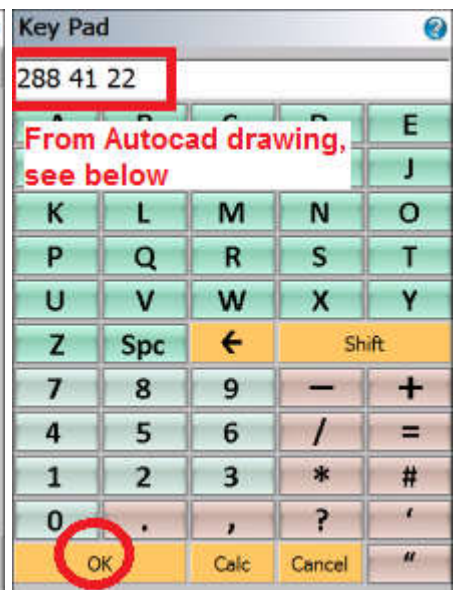 Key Pad ?
288 41 22
From Autocad drawing,
see below
E
J
K L M N O
P Q R S T
U V W X Y
Z Spc ← Shift
7 8 9 — +
4 5 6 / =
1 2 3 * #
0 . , ? ‘
OK Calc Cancel “